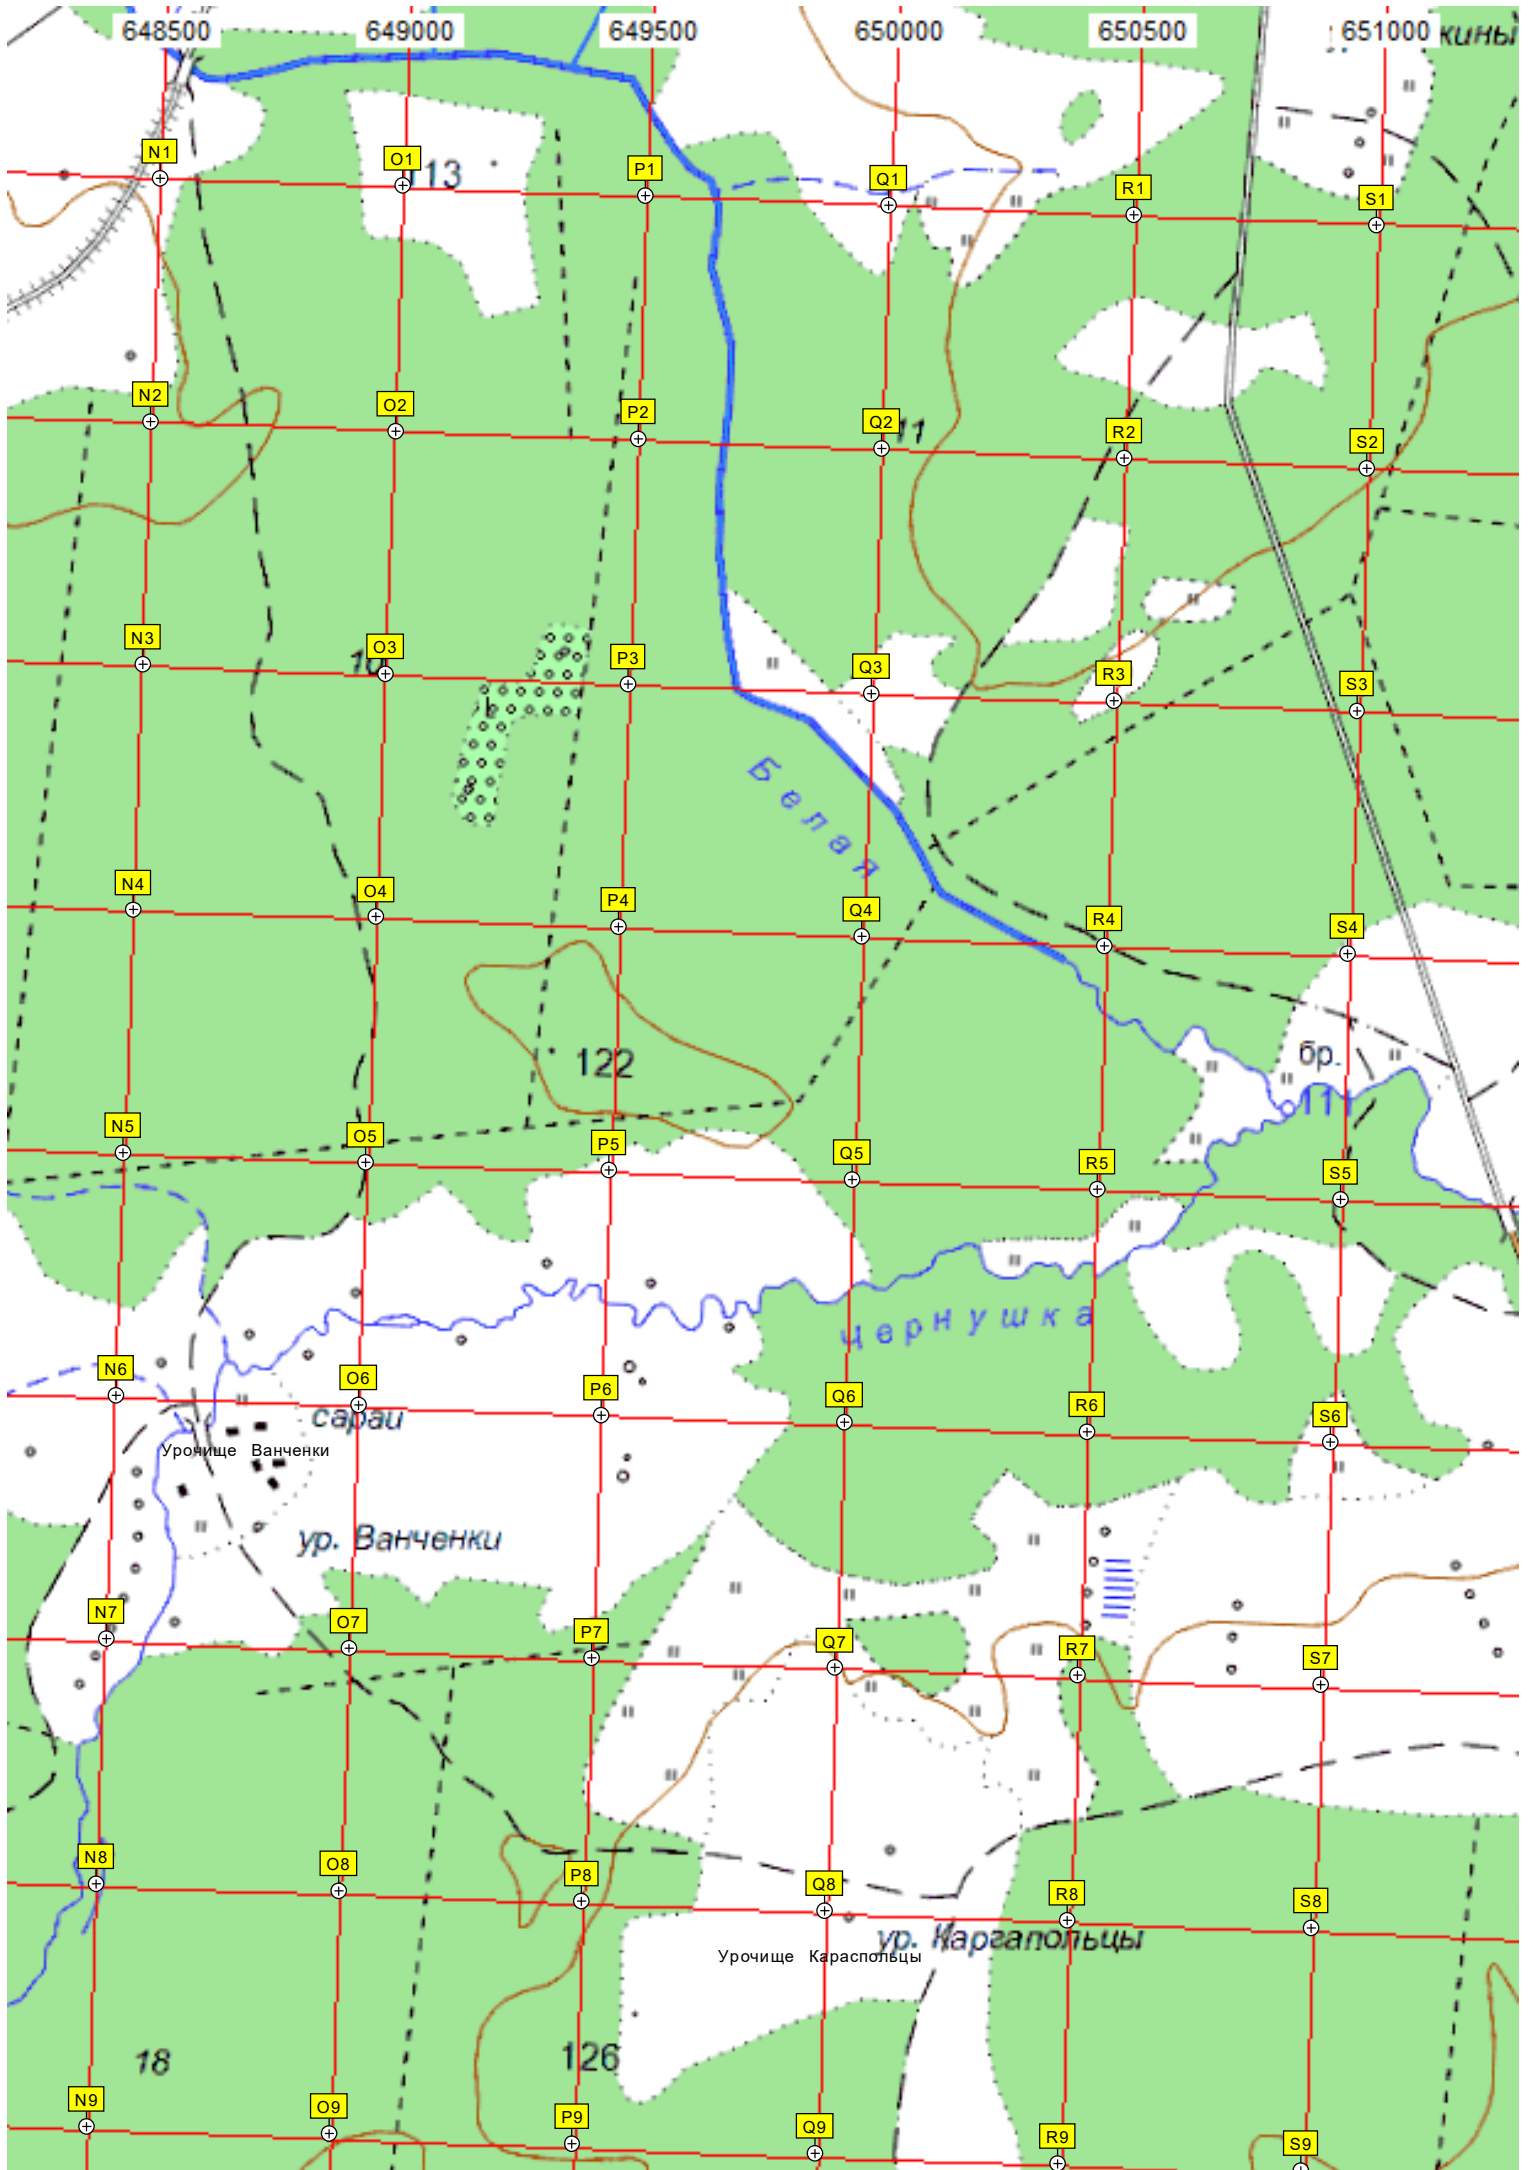 648500 649000 649500 650000 650500 651000 кины
N1 O1 113 P1 Q1 R1 S1
N2 O2 P2 Q2 11 R2 S2
N3 O3 P3 Q3 R3 S3
Белая
N4 O4 P4 Q4 R4 S4
122
бр.
111
N5 O5 P5 Q5 R5 S5
Чернушка
N6 O6 P6 Q6 R6 S6
сараи
Урочище Ванченки
ур. Ванченки
N7 O7 P7 Q7 R7 S7
N8 O8 P8 Q8 R8 S8
ур. Каргапольцы
Урочище Караспольцы
18 126
N9 O9 P9 Q9 R9 S9